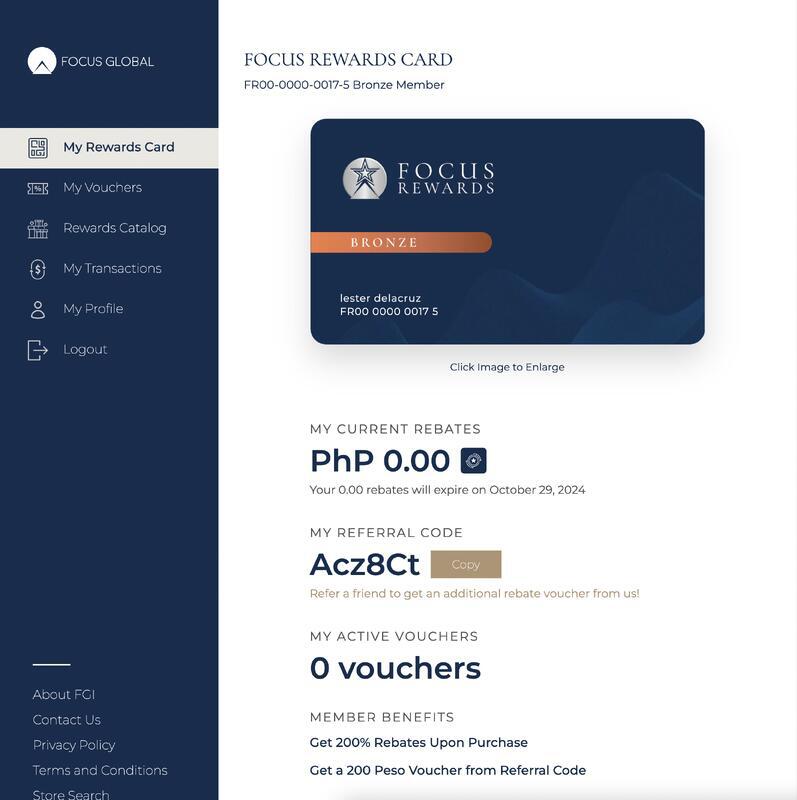 FOCUS GLOBAL
My Rewards Card
My Vouchers
Rewards Catalog
My Transactions
My Profile
Logout
About FGI
Contact Us
Privacy Policy
Terms and Conditions
Store Search
FOCUS REWARDS CARD
FR00-0000-0017-5 Bronze Member
FOCUS
REWARDS
BRONZE
lester delacruz
FR00 0000 0017 5
Click Image to Enlarge
MY CURRENT REBATES
PhP 0.00
Your 0.00 rebates will expire on October 29, 2024
MY REFERRAL CODE
Acz8Ct Copy
Refer a friend to get an additional rebate voucher from us!
MY ACTIVE VOUCHERS
0 vouchers
MEMBER BENEFITS
Get 200% Rebates Upon Purchase
Get a 200 Peso Voucher from Referral Code